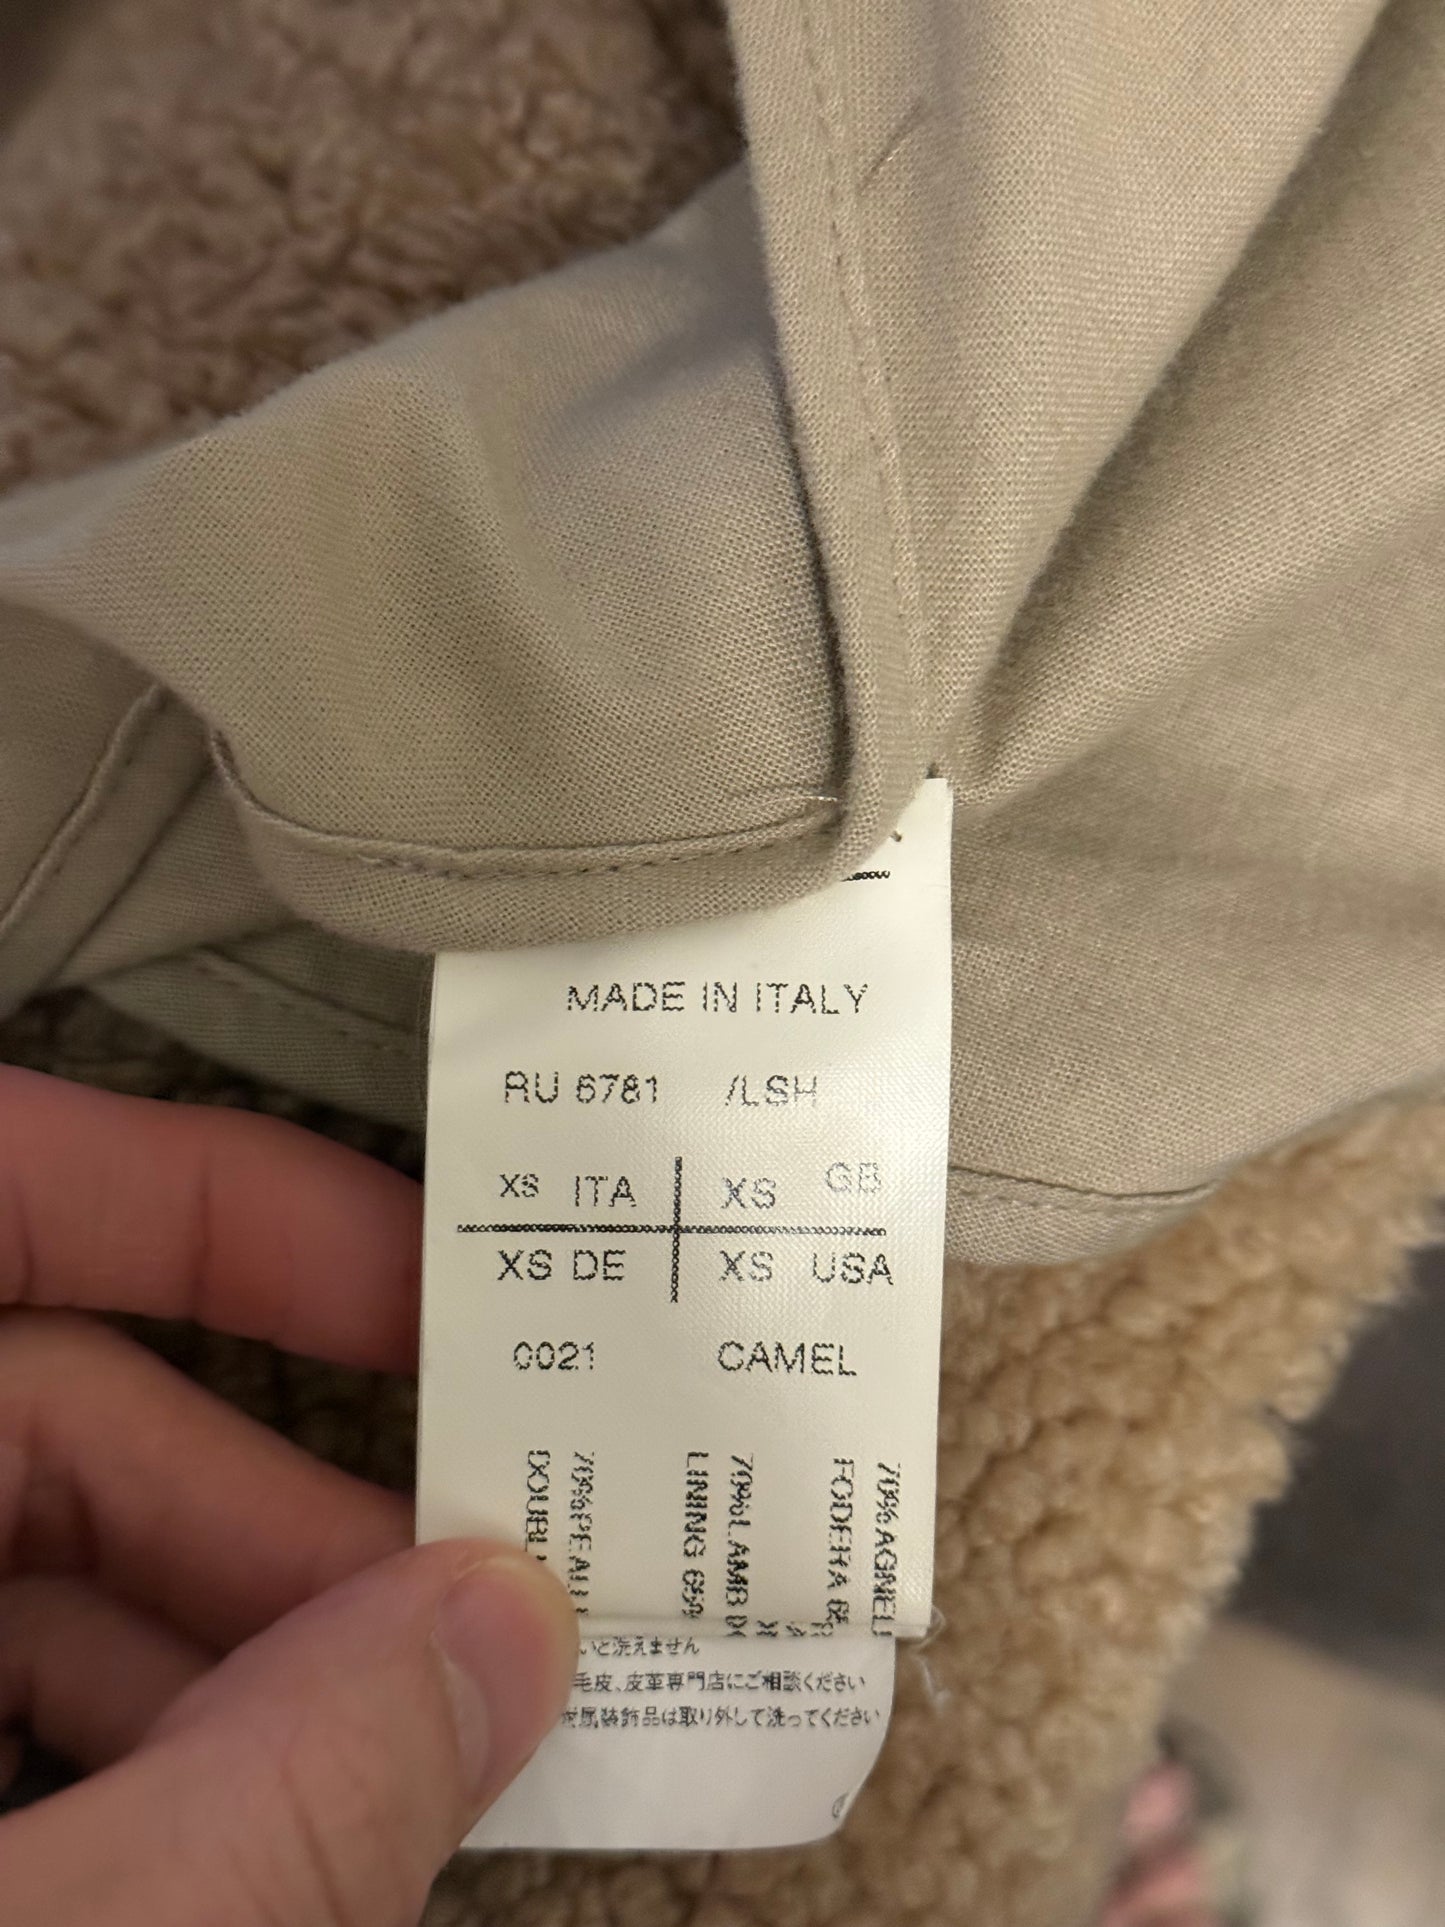 MADE IN ITALY
RU 6781 /LSH
XS ITA XS GB
XS DE XS USA
0021 CAMEL
70%AGNEL
FODERA
70%LAMB
LINING 65%
70%PEAU
DOUBL
いと洗えません
毛皮、皮革専門店にご相談ください
装飾品は取り外して洗ってください